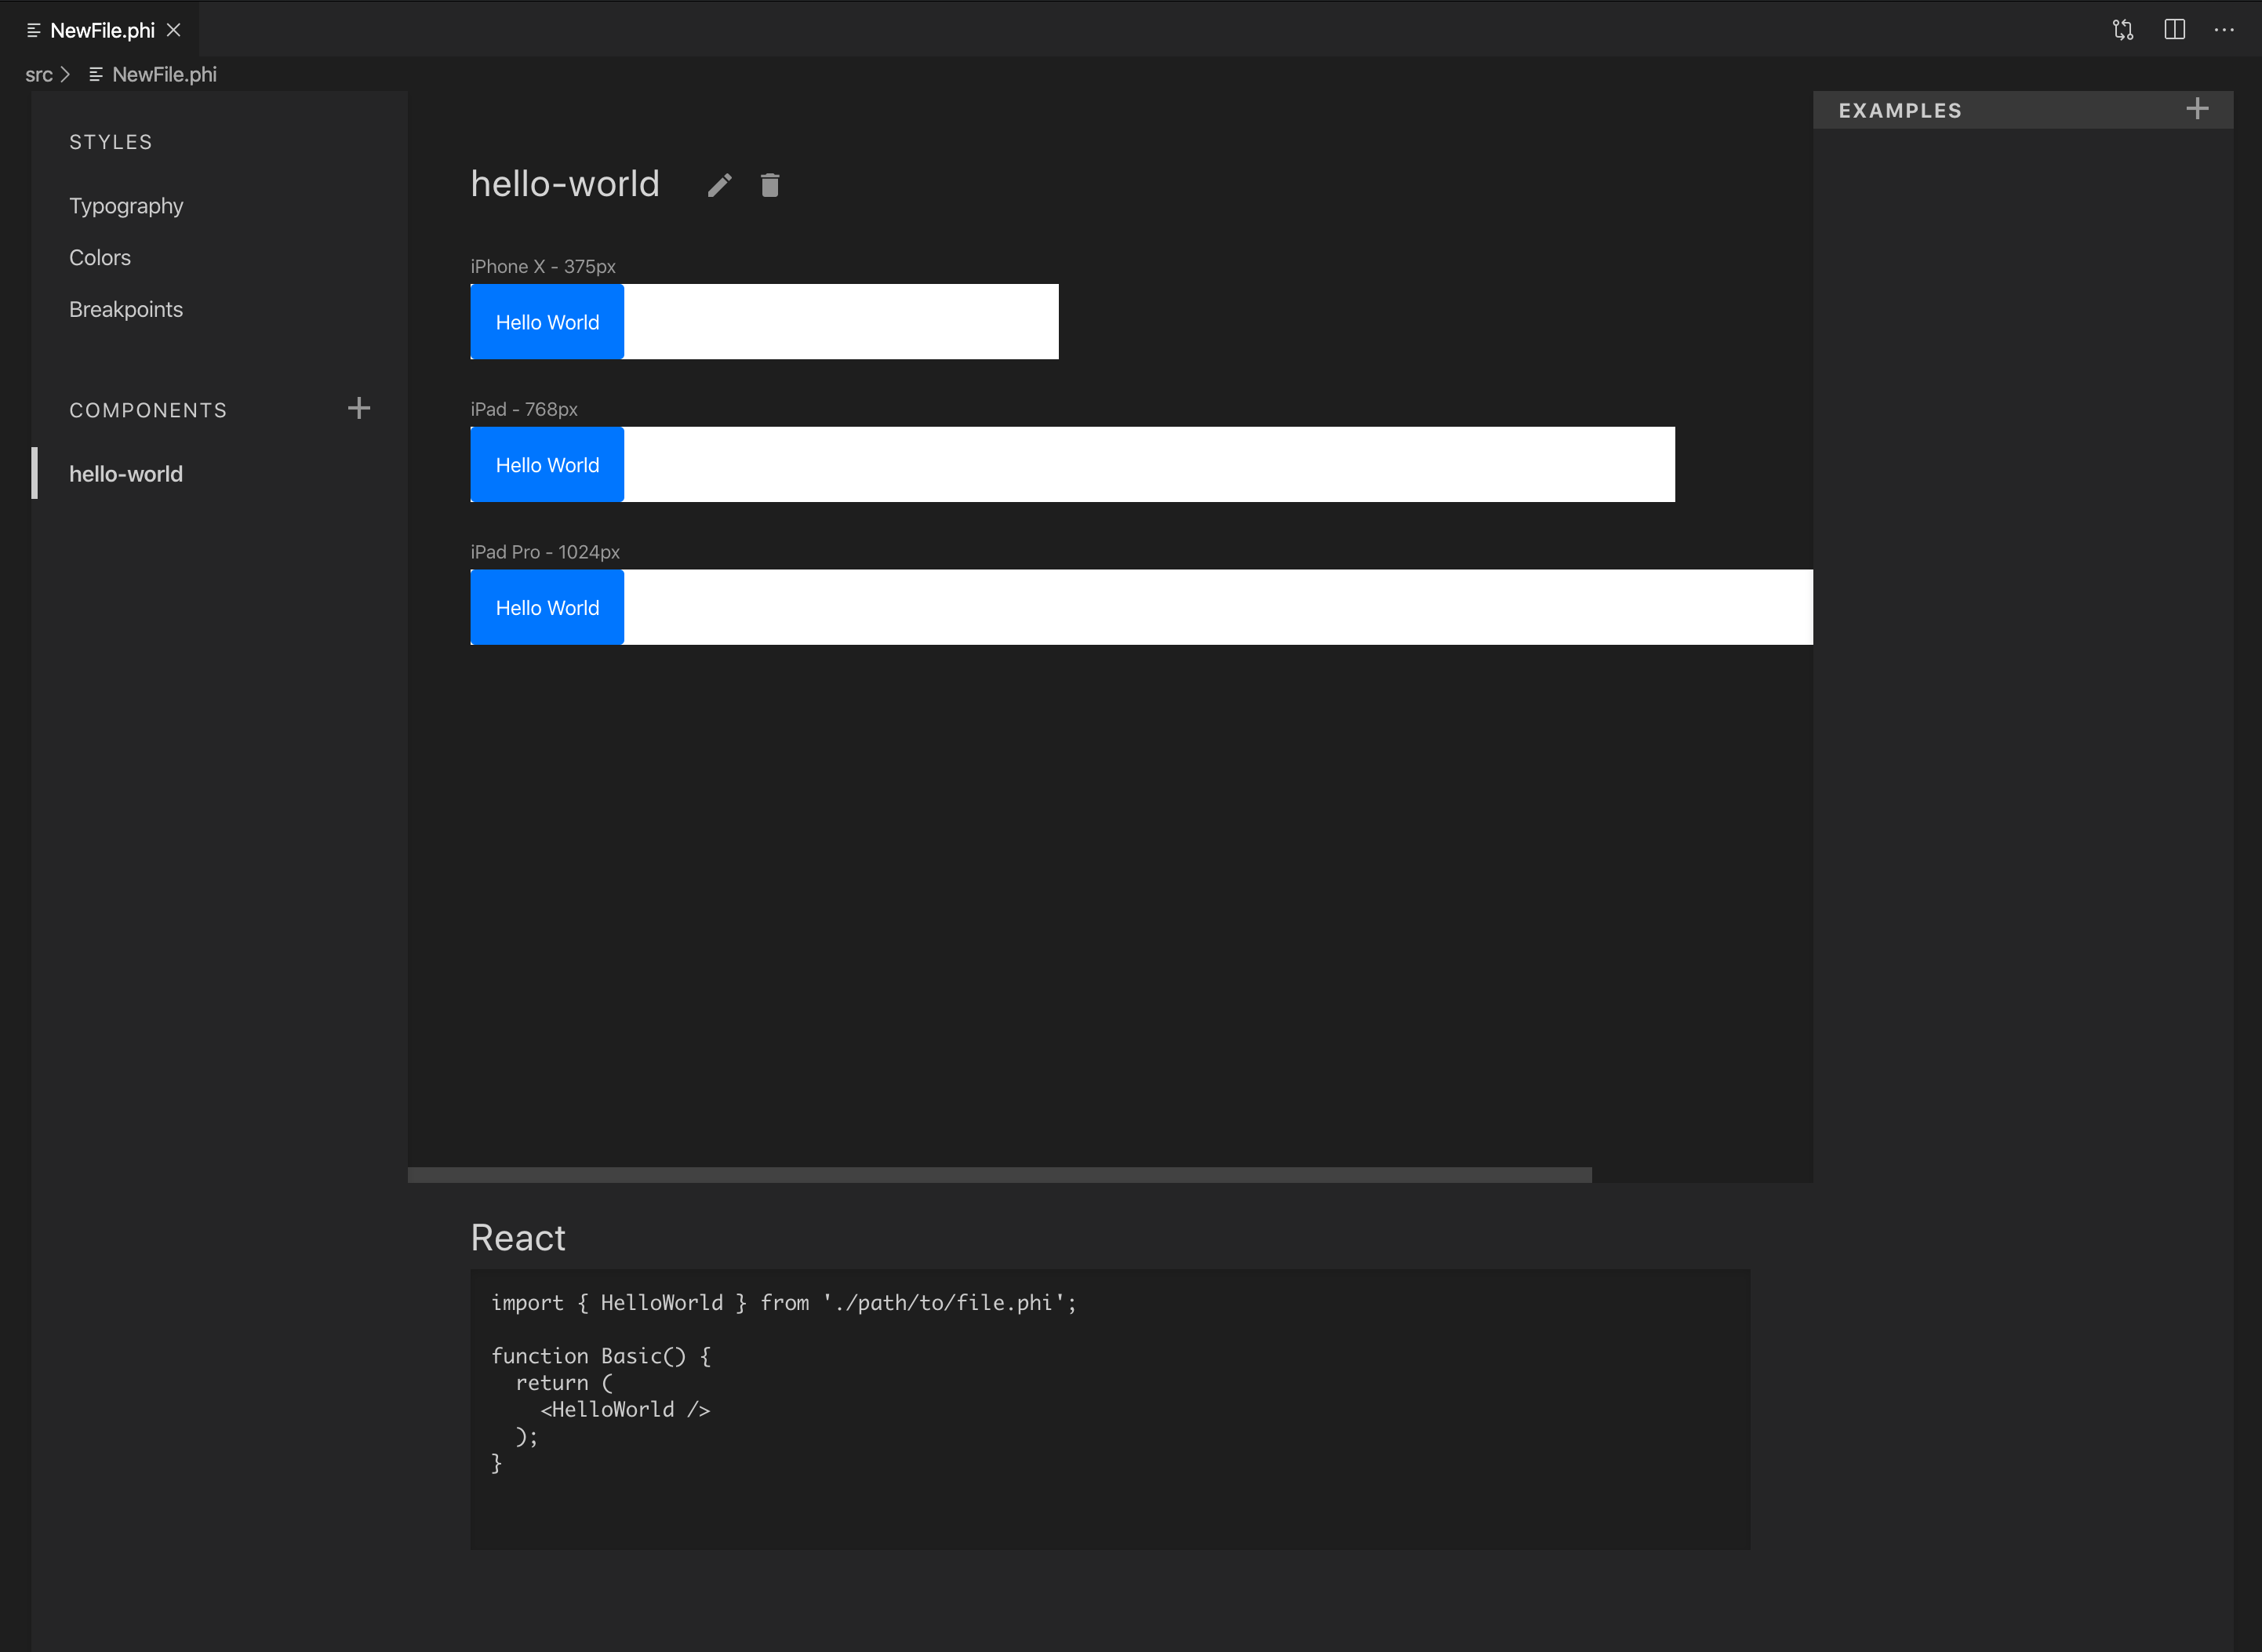 NewFile.phi
src > NewFile.phi
STYLES
Typography
Colors
Breakpoints
COMPONENTS
hello-world
hello-world
iPhone X - 375px
Hello World
iPad - 768px
Hello World
iPad Pro - 1024px
Hello World
React
import { HelloWorld } from './path/to/file.phi';
function Basic() {
  return (
    <HelloWorld />
  );
}
EXAMPLES